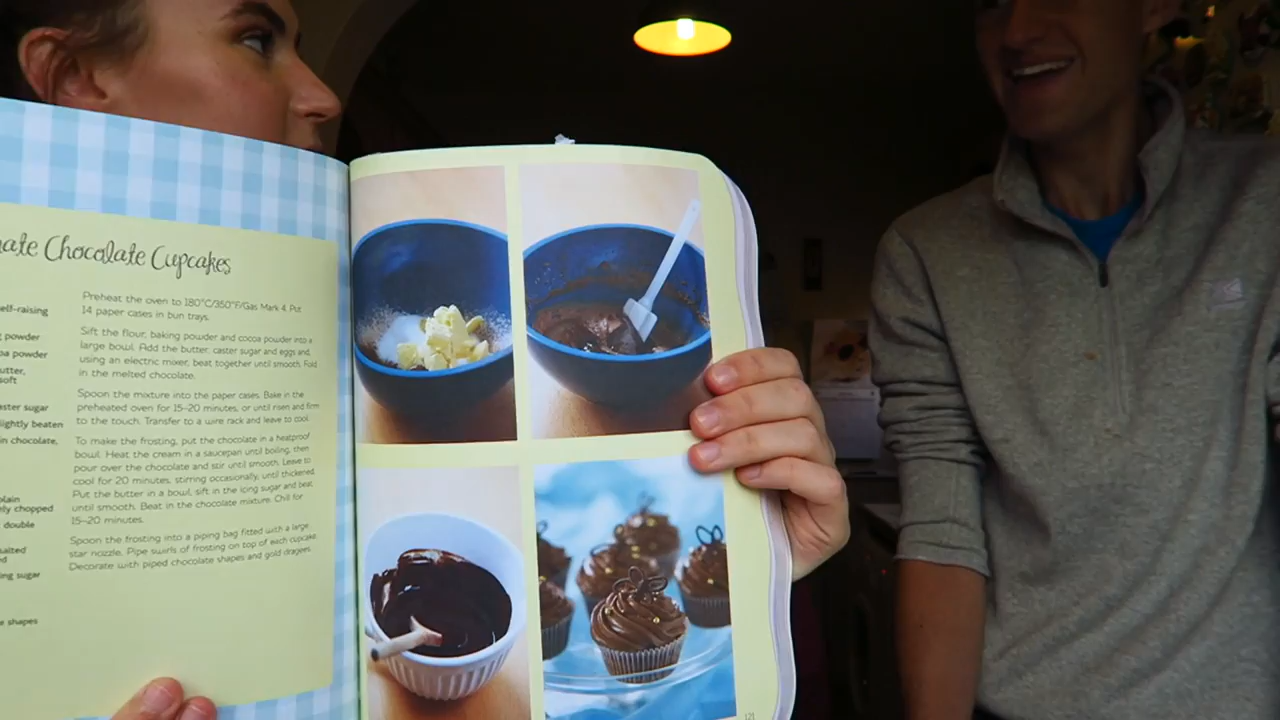 Chocolate Cupcakes
Preheat the oven to 180°C/350°F/Gas Mark 4. Put
14 paper cases in bun trays.
Sift the flour, baking powder and cocoa powder into a
large bowl. Add the butter, caster sugar and eggs and,
using an electric mixer, beat together until smooth. Fold
in the melted chocolate.
Spoon the mixture into the paper cases. Bake in the
preheated oven for 15–20 minutes, or until risen and firm
to the touch. Transfer to a wire rack and leave to cool.
To make the frosting, put the chocolate in a heatproof
bowl. Heat the cream in a saucepan until boiling, then
pour over the chocolate and stir until smooth. Leave to
cool for 20 minutes, stirring occasionally, until thickened.
Put the butter in a bowl, sift in the icing sugar and beat
until smooth. Beat in the chocolate mixture. Chill for
15–20 minutes.
Spoon the frosting into a piping bag fitted with a large
star nozzle. Pipe swirls of frosting on top of each cupcake.
Decorate with piped chocolate shapes and gold dragées.
elf-raising
powder
oa powder
utter,
soft
aster sugar
lightly beaten
in chocolate,
plain
ely chopped
double
salted
ing sugar
e shapes
121